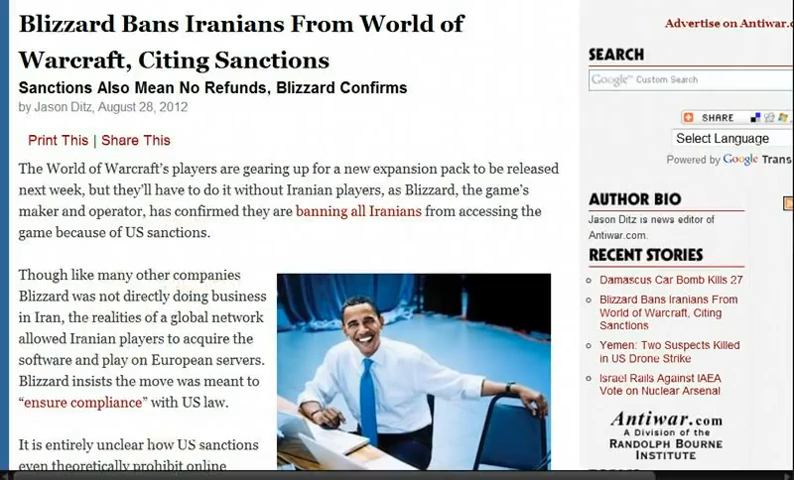 Blizzard Bans Iranians From World of
Warcraft, Citing Sanctions
Sanctions Also Mean No Refunds, Blizzard Confirms
by Jason Ditz, August 28, 2012
Print This | Share This
The World of Warcraft's players are gearing up for a new expansion pack to be released
next week, but they'll have to do it without Iranian players, as Blizzard, the game's
maker and operator, has confirmed they are banning all Iranians from accessing the
game because of US sanctions.
Though like many other companies
Blizzard was not directly doing business
in Iran, the realities of a global network
allowed Iranian players to acquire the
software and play on European servers.
Blizzard insists the move was meant to
"ensure compliance" with US law.
It is entirely unclear how US sanctions
even theoretically prohibit online
Advertise on Antiwar.c
SEARCH
Google™ Custom Search
SHARE
Select Language
Powered by Google Trans
AUTHOR BIO
Jason Ditz is news editor of
Antiwar.com.
RECENT STORIES
Damascus Car Bomb Kills 27
Blizzard Bans Iranians From
World of Warcraft, Citing
Sanctions
Yemen: Two Suspects Killed
in US Drone Strike
Israel Rails Against IAEA
Vote on Nuclear Arsenal
Antiwar.com
A Division of the
RANDOLPH BOURNE
INSTITUTE